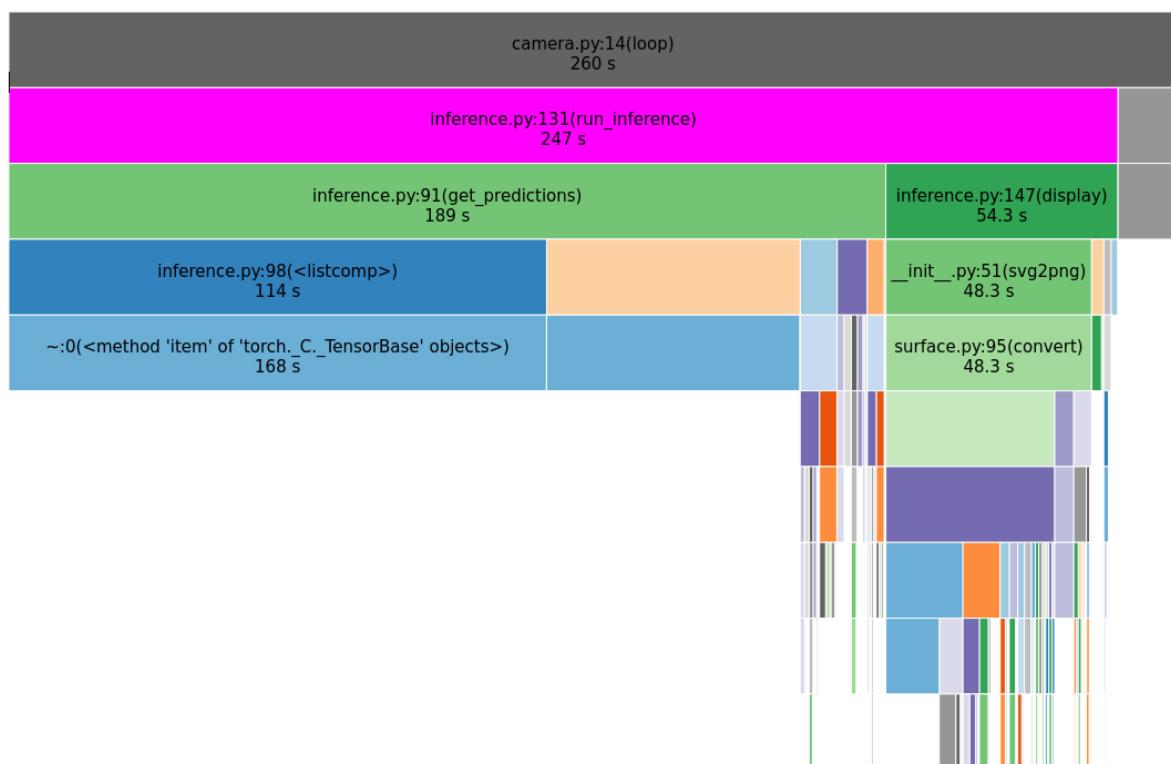 camera.py:14(loop)
260 s
inference.py:131(run_inference)
247 s
inference.py:91(get_predictions)
189 s
inference.py:147(display)
54.3 s
inference.py:98(<listcomp>)
114 s
__init__.py:51(svg2png)
48.3 s
~:0(<method 'item' of 'torch._C._TensorBase' objects>)
168 s
surface.py:95(convert)
48.3 s